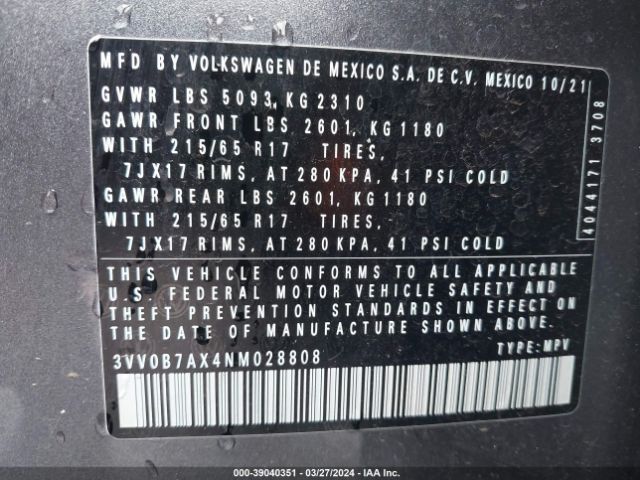 MFD BY VOLKSWAGEN DE MEXICO S.A. DE C.V. MEXICO 10/21
GVWR LBS 5093, KG 2310
GAWR FRONT LBS 2601, KG 1180
WITH 215/65 R17 TIRES,
7JX17 RIMS, AT 280 KPA, 41 PSI COLD
GAWR REAR LBS 2601, KG 1180
WITH 215/65 R17 TIRES,
7JX17 RIMS, AT 280 KPA, 41 PSI COLD
4044171 3708
THIS VEHICLE CONFORMS TO ALL APPLICABLE
U.S. FEDERAL MOTOR VEHICLE SAFETY AND
THEFT PREVENTION STANDARDS IN EFFECT ON
THE DATE OF MANUFACTURE SHOWN ABOVE.
3VV0B7AX4NM028808 TYPE: MPV
000-39040351 | 03/27/2024 | IAA Inc.